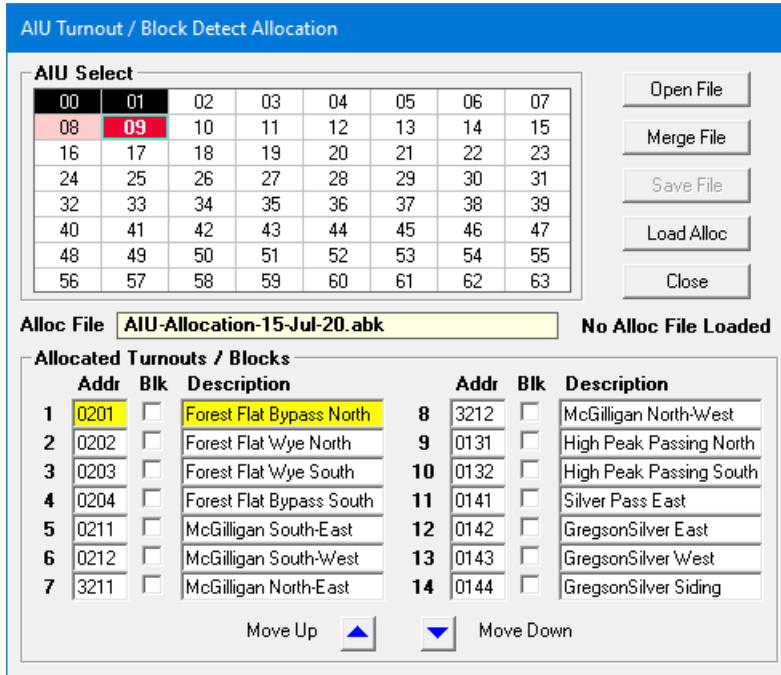 AIU Turnout / Block Detect Allocation
AIU Select
00 01 02 03 04 05 06 07
08 09 10 11 12 13 14 15
16 17 18 19 20 21 22 23
24 25 26 27 28 29 30 31
32 33 34 35 36 37 38 39
40 41 42 43 44 45 46 47
48 49 50 51 52 53 54 55
56 57 58 59 60 61 62 63
Open File
Merge File
Save File
Load Alloc
Close
Alloc File AIU-Allocation-15-Jul-20.abk No Alloc File Loaded
Allocated Turnouts / Blocks
Addr Blk Description Addr Blk Description
1 0201 Forest Flat Bypass North 8 3212 McGilligan North-West
2 0202 Forest Flat Wye North 9 0131 High Peak Passing North
3 0203 Forest Flat Wye South 10 0132 High Peak Passing South
4 0204 Forest Flat Bypass South 11 0141 Silver Pass East
5 0211 McGilligan South-East 12 0142 GregsonSilver East
6 0212 McGilligan South-West 13 0143 GregsonSilver West
7 3211 McGilligan North-East 14 0144 GregsonSilver Siding
Move Up Move Down